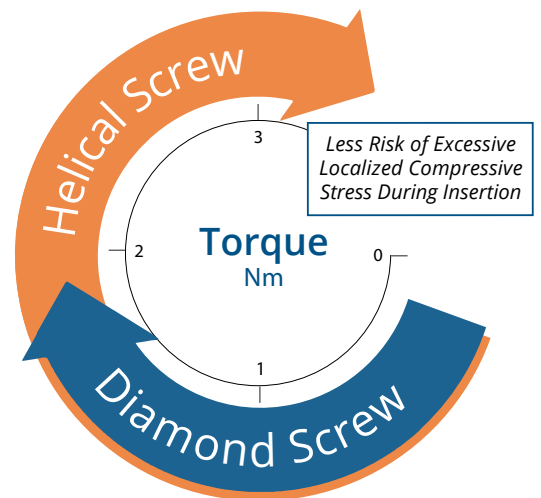 Helical Screw
3
Less Risk of Excessive
Localized Compressive
Stress During Insertion
2
Torque
Nm
0
1
Diamond Screw